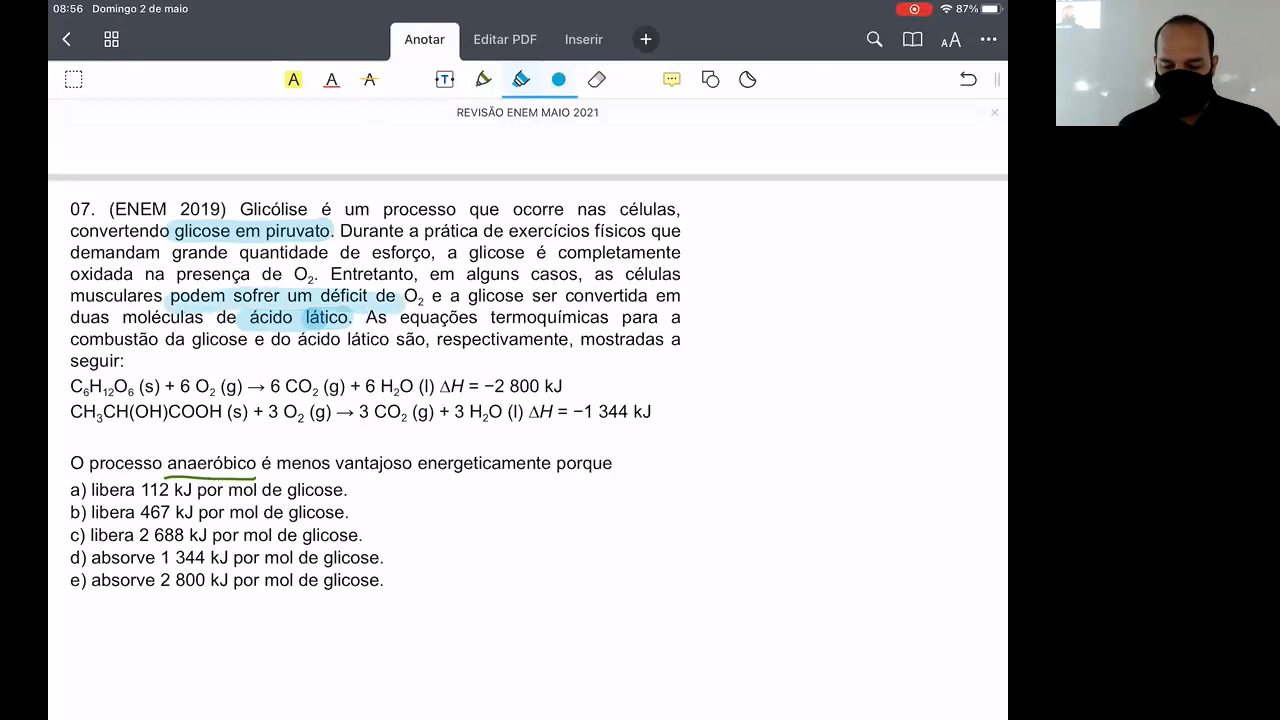 08:56 Domingo 2 de maio
87%
Anotar Editar PDF Inserir +
AA
A A A T
REVISÃO ENEM MAIO 2021 ×
07. (ENEM 2019) Glicólise é um processo que ocorre nas células,
convertendo glicose em piruvato. Durante a prática de exercícios físicos que
demandam grande quantidade de esforço, a glicose é completamente
oxidada na presença de O₂. Entretanto, em alguns casos, as células
musculares podem sofrer um déficit de O₂ e a glicose ser convertida em
duas moléculas de ácido lático. As equações termoquímicas para a
combustão da glicose e do ácido lático são, respectivamente, mostradas a
seguir:
C₆H₁₂O₆ (s) + 6 O₂ (g) → 6 CO₂ (g) + 6 H₂O (l) ΔH = −2 800 kJ
CH₃CH(OH)COOH (s) + 3 O₂ (g) → 3 CO₂ (g) + 3 H₂O (l) ΔH = −1 344 kJ
O processo anaeróbico é menos vantajoso energeticamente porque
a) libera 112 kJ por mol de glicose.
b) libera 467 kJ por mol de glicose.
c) libera 2 688 kJ por mol de glicose.
d) absorve 1 344 kJ por mol de glicose.
e) absorve 2 800 kJ por mol de glicose.